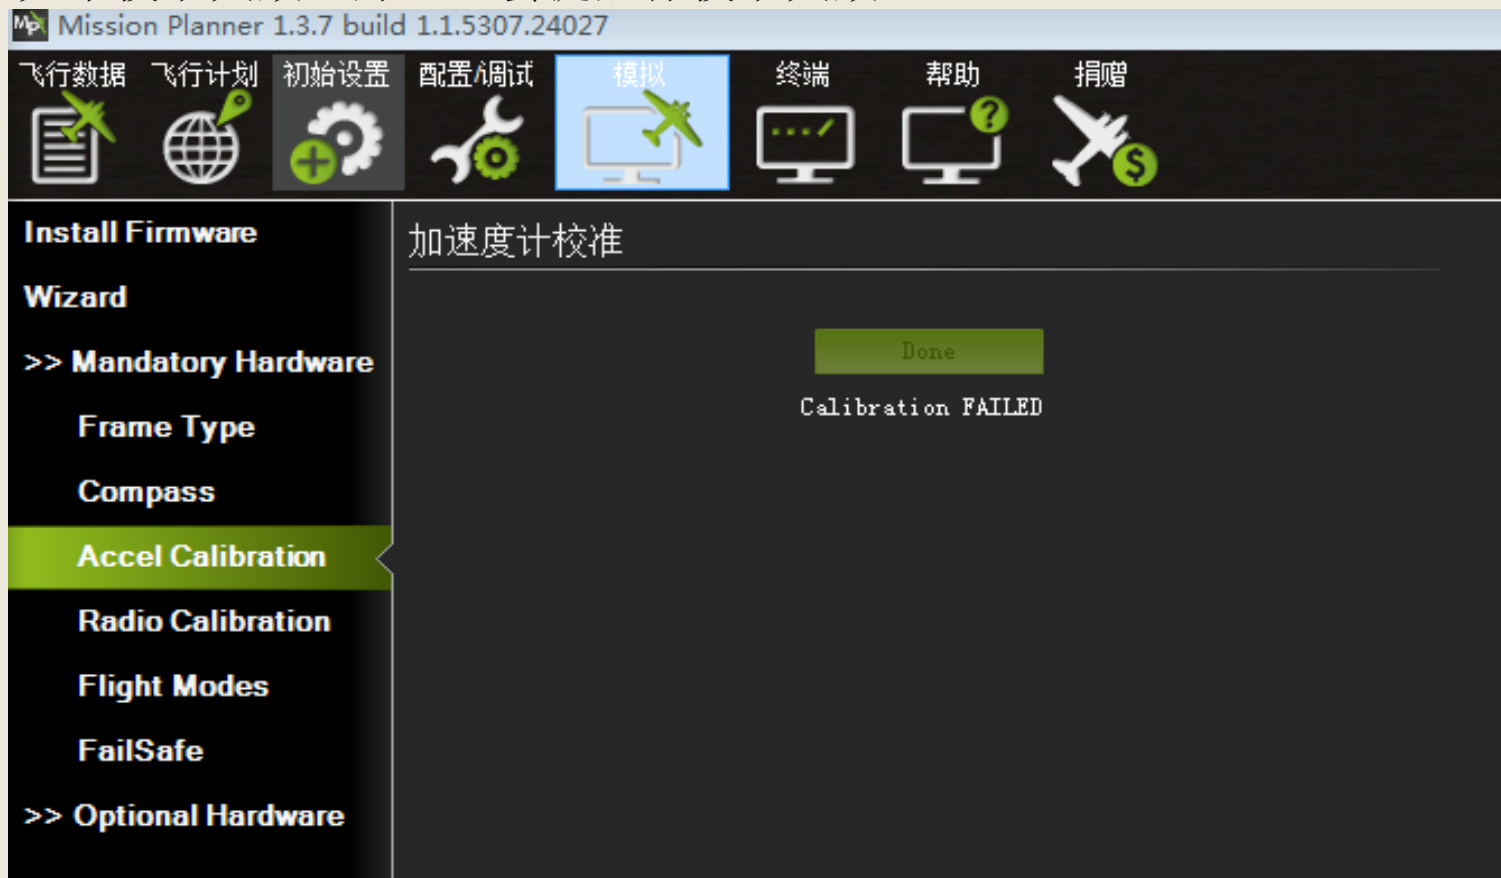 Mission Planner 1.3.7 build 1.1.5307.24027
飞行数据 飞行计划 初始设置 配置/调试 模拟 终端 帮助 捐赠
Install Firmware
加速度计校准
Wizard
Done
>> Mandatory Hardware
Calibration FAILED
Frame Type
Compass
Accel Calibration
Radio Calibration
Flight Modes
FailSafe
>> Optional Hardware